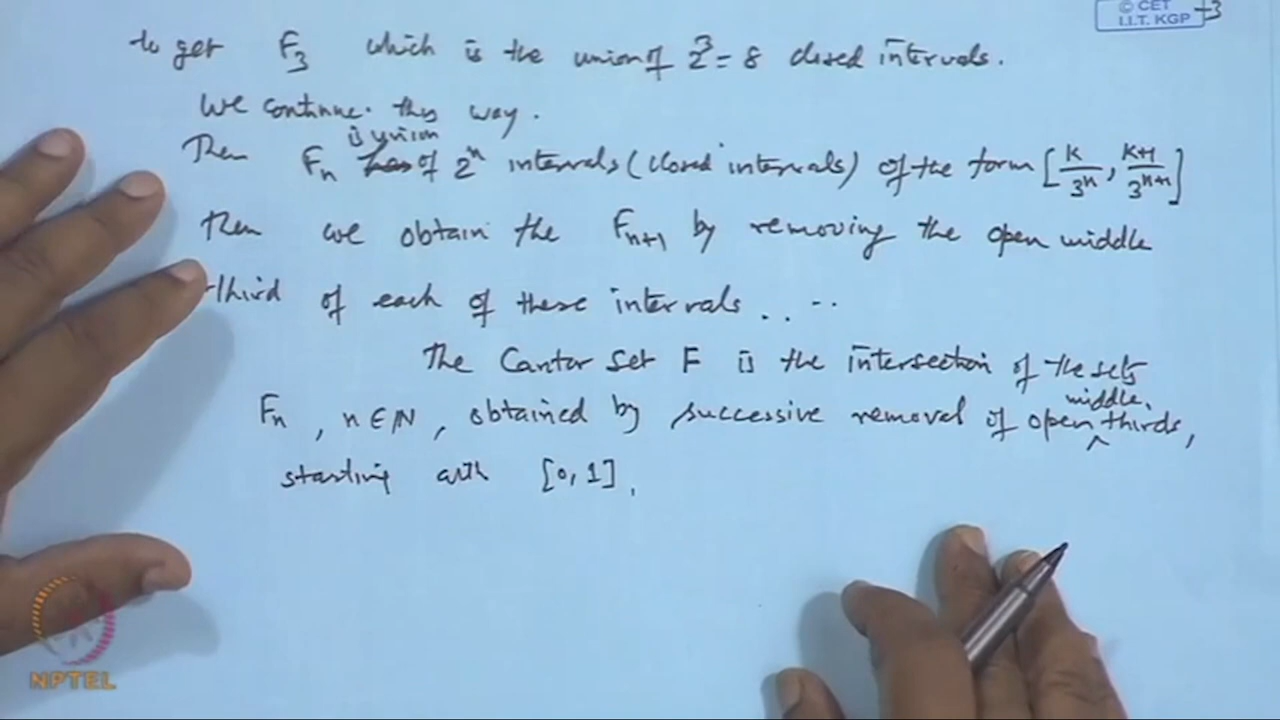 © CET
I.I.T. KGP +3
to get F₃ which is the union of 2³ = 8 closed intervals.
We continue this way.
is union
Then Fₙ has of 2ⁿ intervals (closed intervals) of the form [k/3ⁿ, k+1/3ⁿ⁺ⁿ]
Then we obtain the Fₙ₊₁ by removing the open middle
third of each of these intervals . . ...
The Cantor Set F is the intersection of the sets
Fₙ, n ∈ ℕ, obtained by successive removal of open middle thirds,
starting with [0, 1].
NPTEL